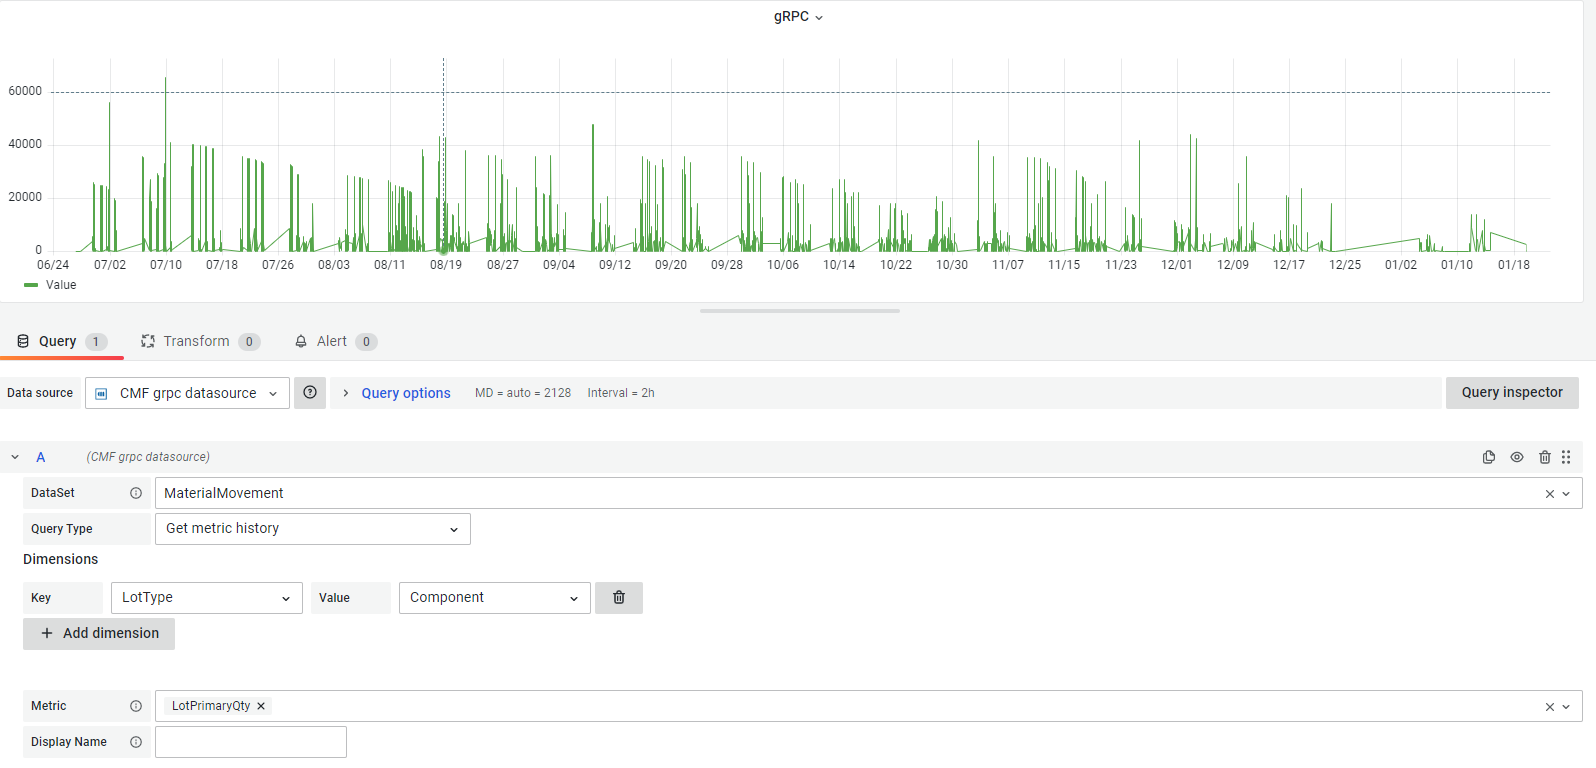 gRPC
60000
40000
20000
0
06/24 07/02 07/10 07/18 07/26 08/03 08/11 08/19 08/27 09/04 09/12 09/20 09/28 10/06 10/14 10/22 10/30 11/07 11/15 11/23 12/01 12/09 12/17 12/25 01/02 01/10 01/18
Value
Query 1 Transform 0 Alert 0
Data source CMF grpc datasource Query options MD = auto = 2128 Interval = 2h Query inspector
A (CMF grpc datasource)
DataSet MaterialMovement
Query Type Get metric history
Dimensions
Key LotType Value Component
+ Add dimension
Metric LotPrimaryQty
Display Name